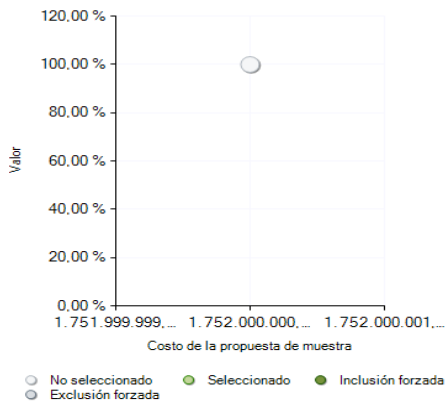 120,00 %
100,00 %
80,00 %
60,00 %
40,00 %
20,00 %
0,00 %
Valor
1.751.999.999,... 1.752.000.000,... 1.752.000.001,...
Costo de la propuesta de muestra
No seleccionado Seleccionado Inclusión forzada
Exclusión forzada